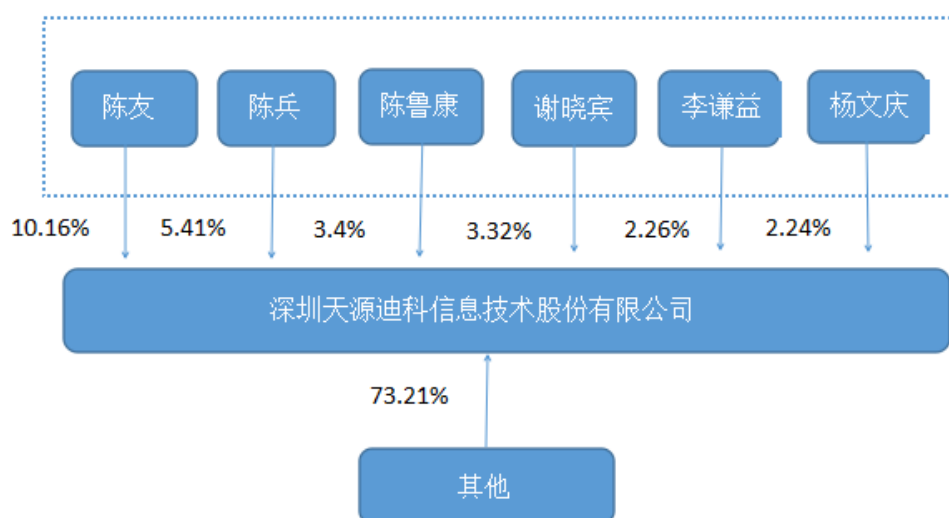 陈友
陈兵
陈鲁康
谢晓宾
李谦益
杨文庆
10.16%
5.41%
3.4%
3.32%
2.26%
2.24%
深圳天源迪科信息技术股份有限公司
73.21%
其他